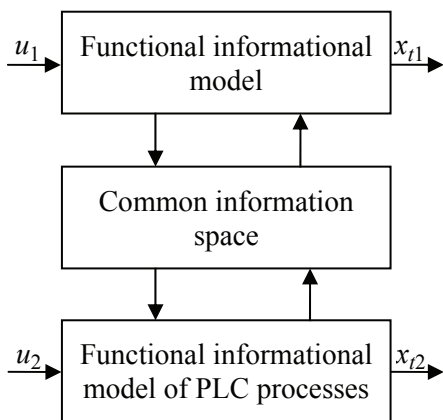 u1
Functional informational
model
xt1
Common information
space
u2
Functional informational
model of PLC processes
xt2